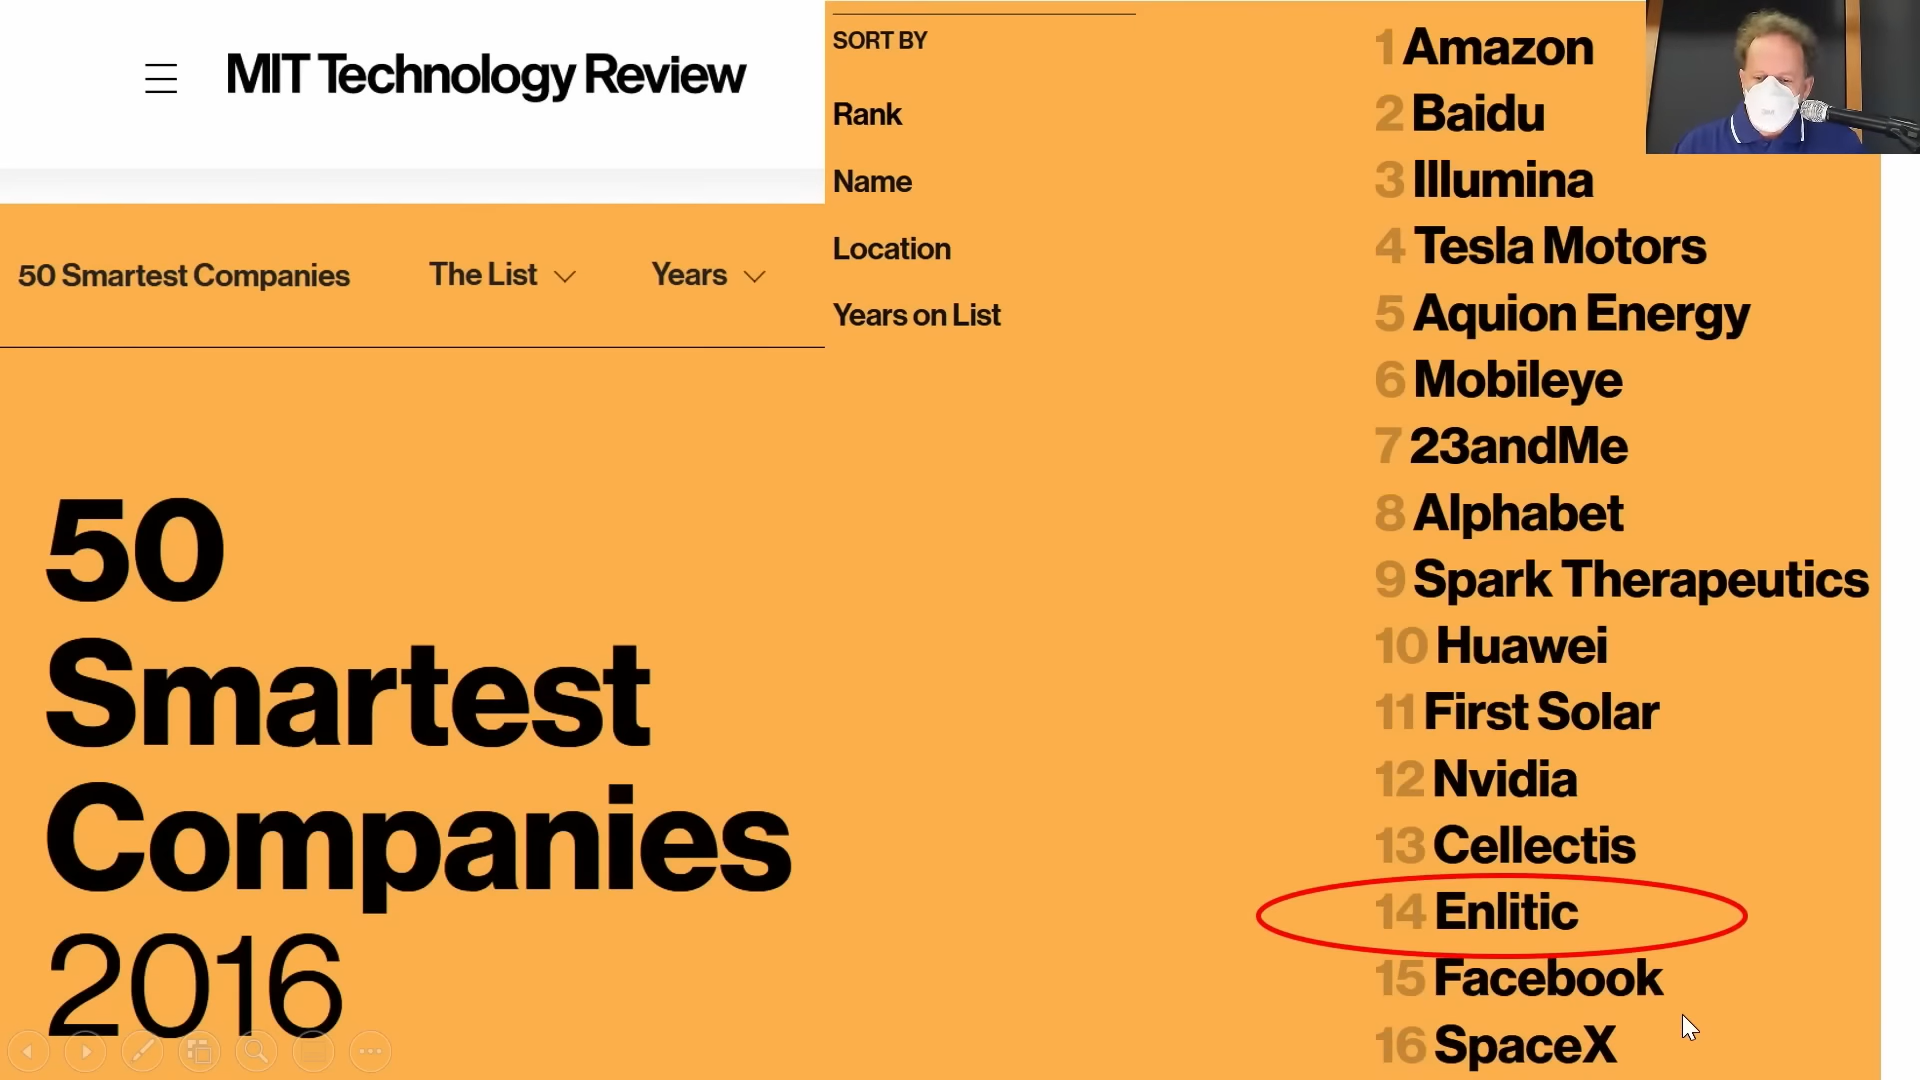 MIT Technology Review
50 Smartest Companies
The List
Years
50
Smartest
Companies
2016
SORT BY
Rank
Name
Location
Years on List
1 Amazon
2 Baidu
3 Illumina
4 Tesla Motors
5 Aquion Energy
6 Mobileye
7 23andMe
8 Alphabet
9 Spark Therapeutics
10 Huawei
11 First Solar
12 Nvidia
13 Cellectis
14 Enlitic
15 Facebook
16 SpaceX